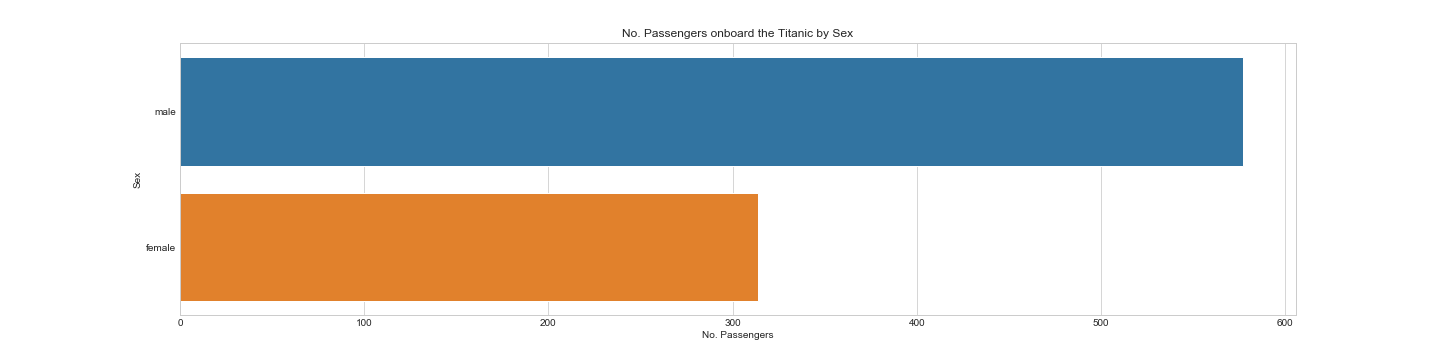 No. Passengers onboard the Titanic by Sex
male
Sex
female
0 100 200 300 400 500 600
No. Passengers